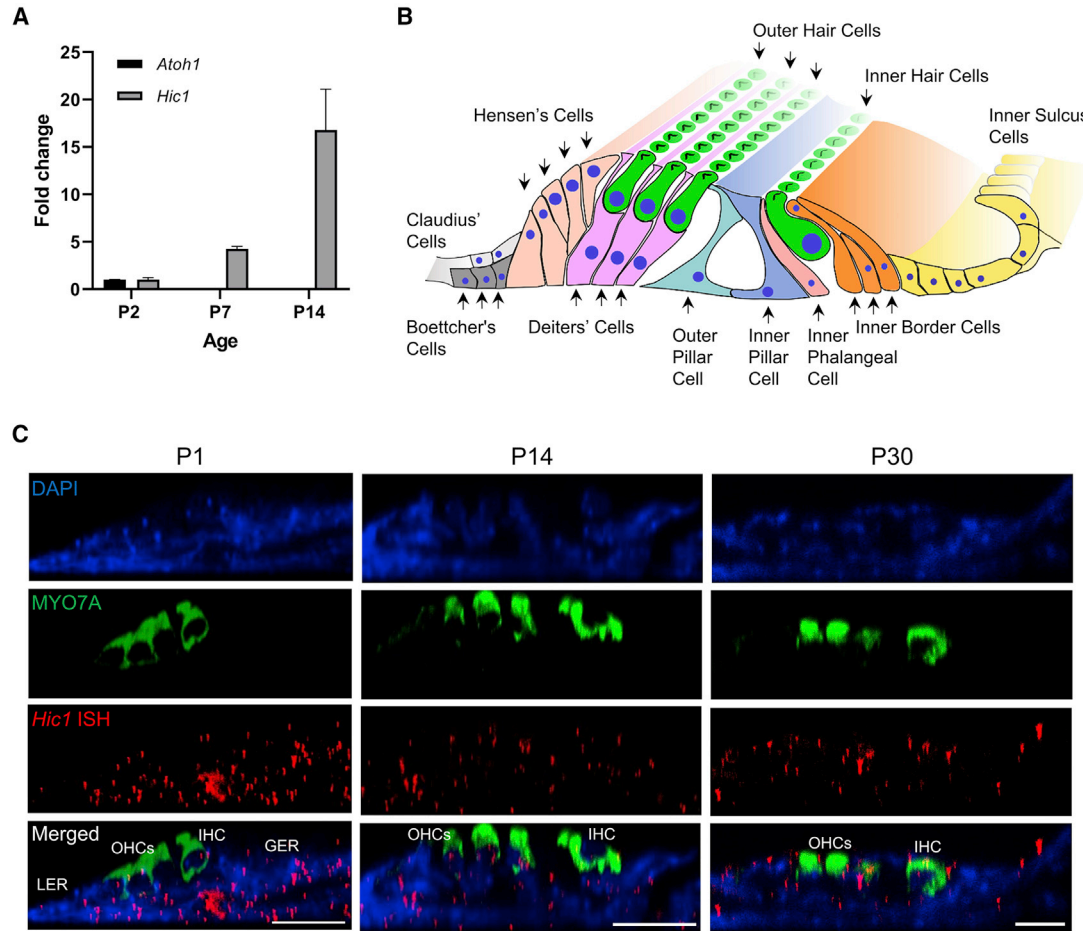 A
Fold change
25
20
15
10
5
0
Atoh1
Hic1
P2 P7 P14
Age
B
Outer Hair Cells
Inner Hair Cells
Inner Sulcus
Cells
Hensen's Cells
Claudius'
Cells
Boettcher's
Cells
Deiters' Cells
Outer
Pillar
Cell
Inner
Pillar
Cell
Inner
Phalangeal
Cell
Inner Border Cells
C
P1 P14 P30
DAPI
MYO7A
Hic1 ISH
Merged
OHCs IHC GER LER
OHCs IHC
OHCs IHC